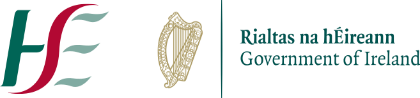 HSE
Rialtas na hÉireann
Government of Ireland